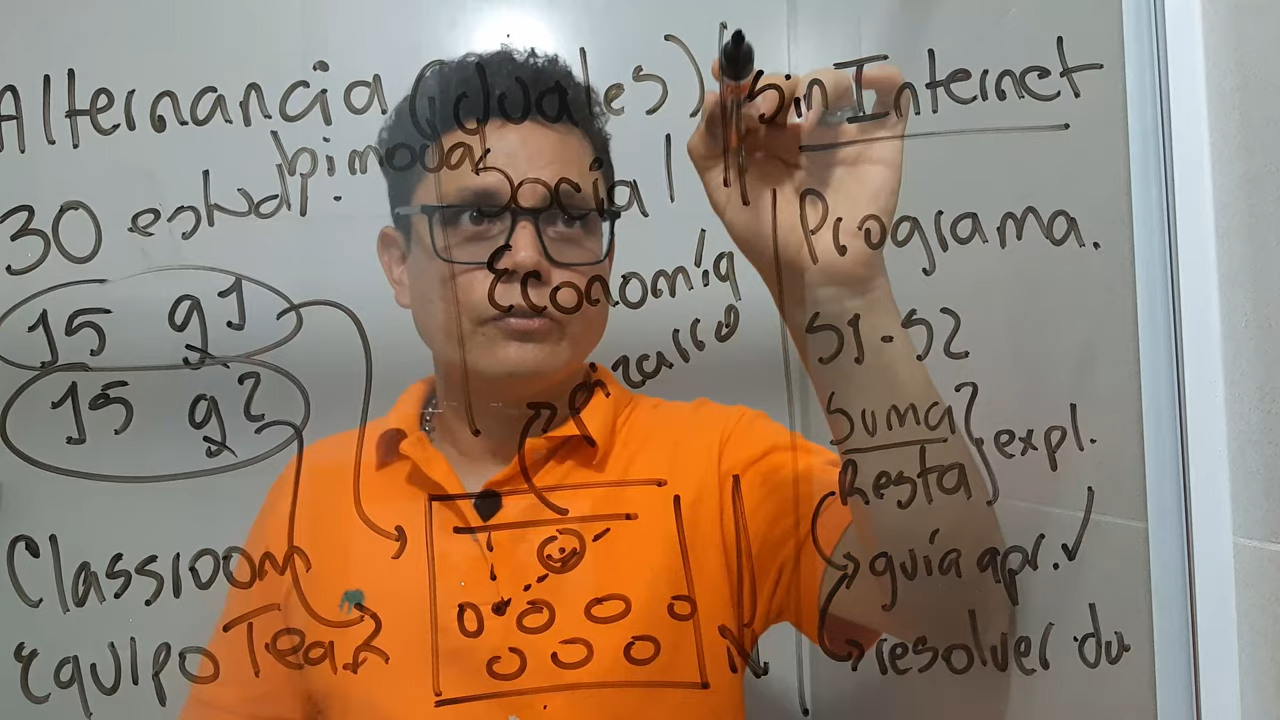 Alternancia (duales)
bimodal
30 estud.
15 g1
15 g2
Classroom
Equipo Tea
Social
Economía
pizarra
Sin Internet
Programa.
S1-S2
Suma
Resta
expl.
guía apr. ✓
resolver du